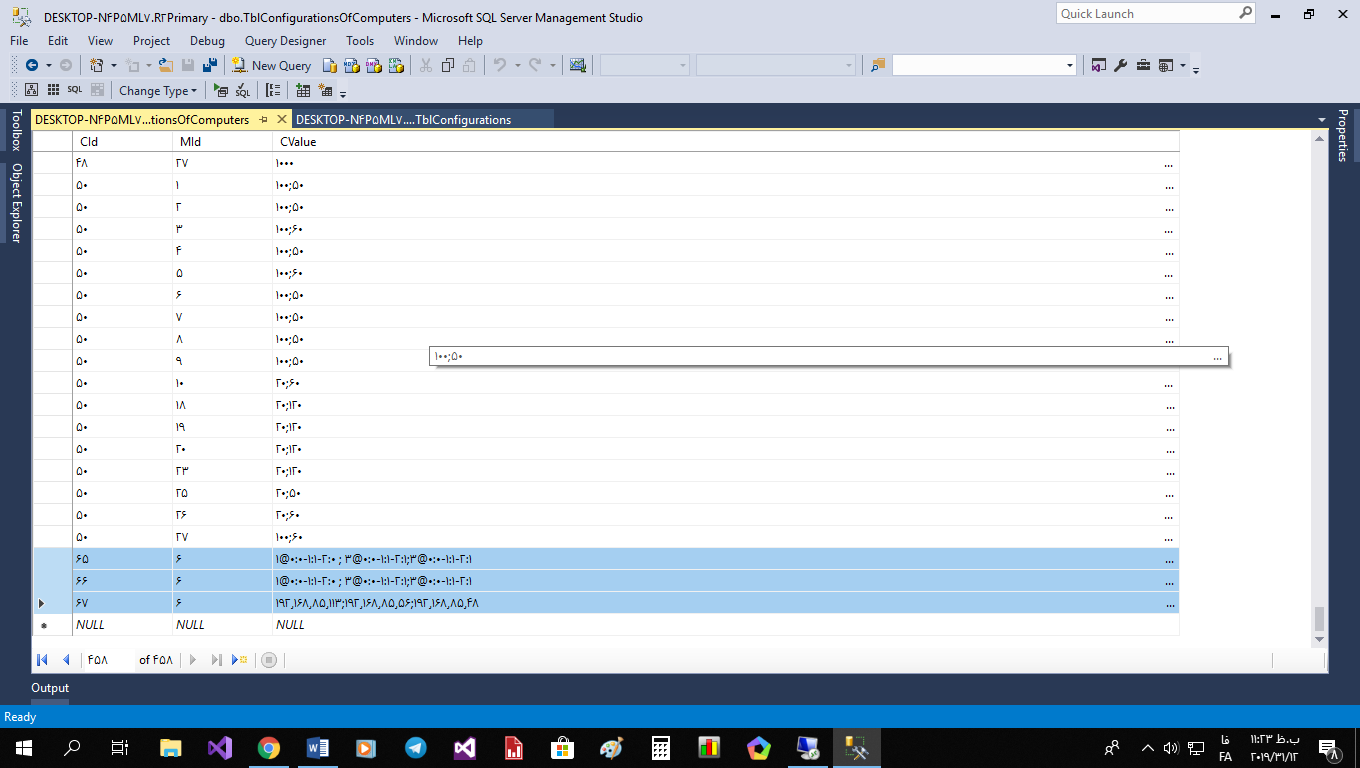 DESKTOP-N۴P۵ML۷.R۲Primary - dbo.TblConfigurationsOfComputers - Microsoft SQL Server Management Studio
Quick Launch
File Edit View Project Debug Query Designer Tools Window Help
New Query
SQL Change Type
Toolbox
Object Explorer
Properties
DESKTOP-N۴P۵ML۷...tionsOfComputers
DESKTOP-N۴P۵ML۷....TblConfigurations
CId MId CValue
۴۸ ۲۷ ۱۰۰۰ ...
۵۰ ۱ ۱۰۰;۵۰ ...
۵۰ ۲ ۱۰۰;۵۰ ...
۵۰ ۳ ۱۰۰;۶۰ ...
۵۰ ۴ ۱۰۰;۵۰ ...
۵۰ ۵ ۱۰۰;۶۰ ...
۵۰ ۶ ۱۰۰;۵۰ ...
۵۰ ۷ ۱۰۰;۵۰ ...
۵۰ ۸ ۱۰۰;۵۰ ...
۵۰ ۹ ۱۰۰;۵۰
۱۰۰;۵۰ ...
۵۰ ۱۰ ۲۰;۶۰ ...
۵۰ ۱۸ ۲۰;۱۲۰ ...
۵۰ ۱۹ ۲۰;۱۲۰ ...
۵۰ ۲۰ ۲۰;۱۲۰ ...
۵۰ ۲۳ ۲۰;۱۲۰ ...
۵۰ ۲۵ ۲۰;۵۰ ...
۵۰ ۲۶ ۲۰;۶۰ ...
۵۰ ۲۷ ۱۰۰;۶۰ ...
۶۵ ۶ ۱@۰:۰-۱:۱-۲:۰ ; ۳@۰:۰-۱:۱-۲:۱;۳@۰:۰-۱:۱-۲:۱ ...
۶۶ ۶ ۱@۰:۰-۱:۱-۲:۰ ; ۳@۰:۰-۱:۱-۲:۱;۳@۰:۰-۱:۱-۲:۱ ...
۶۷ ۶ ۱۹۲,۱۶۸,۸۵,۱۱۳;۱۹۲,۱۶۸,۸۵,۵۶;۱۹۲,۱۶۸,۸۵,۴۸ ...
NULL NULL NULL
۴۵۸ of ۴۵۸
Output
Ready
فا
FA
۱۱:۲۳ ب.ظ
۲۰۱۹/۳۱/۱۲
۸